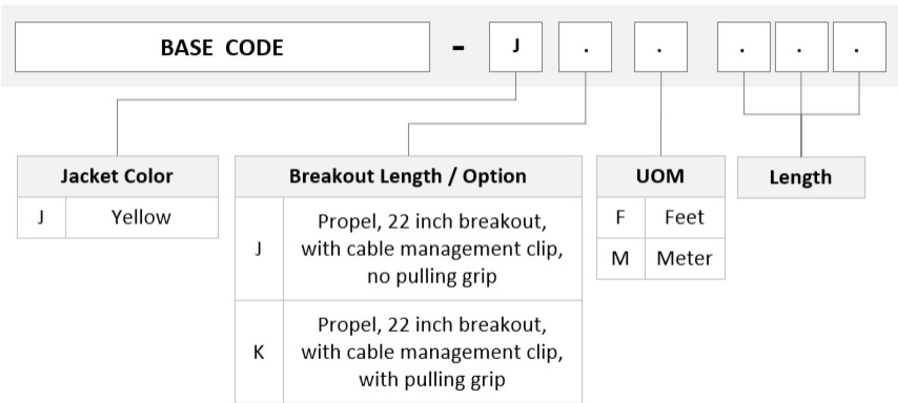 BASE CODE - J . . . . .
Jacket Color
J Yellow
Breakout Length / Option
J Propel, 22 inch breakout,
with cable management clip,
no pulling grip
K Propel, 22 inch breakout,
with cable management clip,
with pulling grip
UOM
F Feet
M Meter
Length